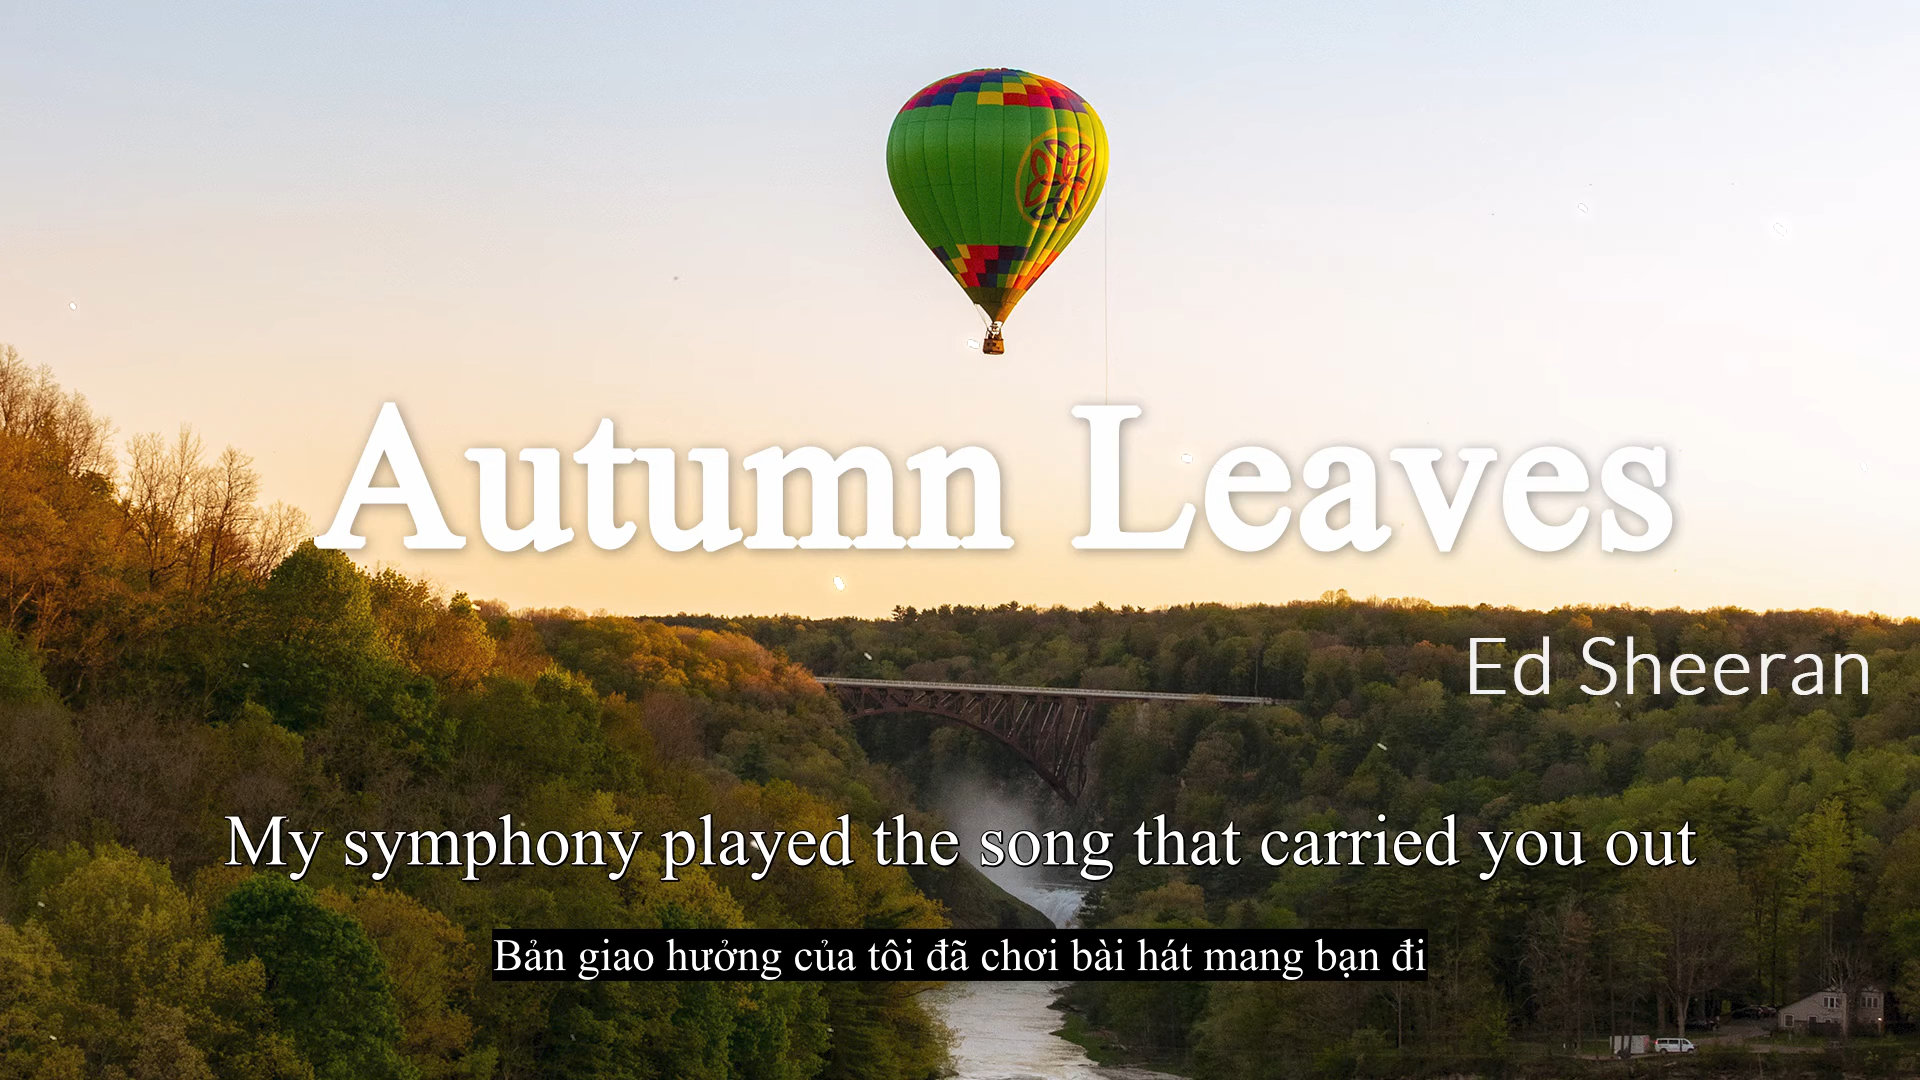 Autumn Leaves
Ed Sheeran
My symphony played the song that carried you out
Bản giao hưởng của tôi đã chơi bài hát mang bạn đi